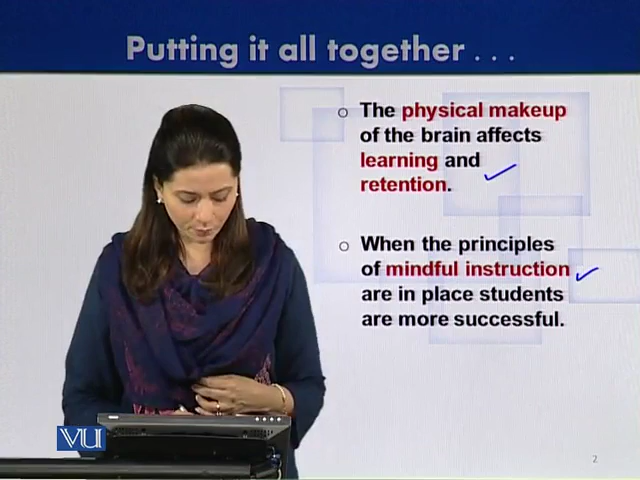 Putting it all together . . .
The physical makeup
of the brain affects
learning and
retention.
When the principles
of mindful instruction
are in place students
are more successful.
VU
2